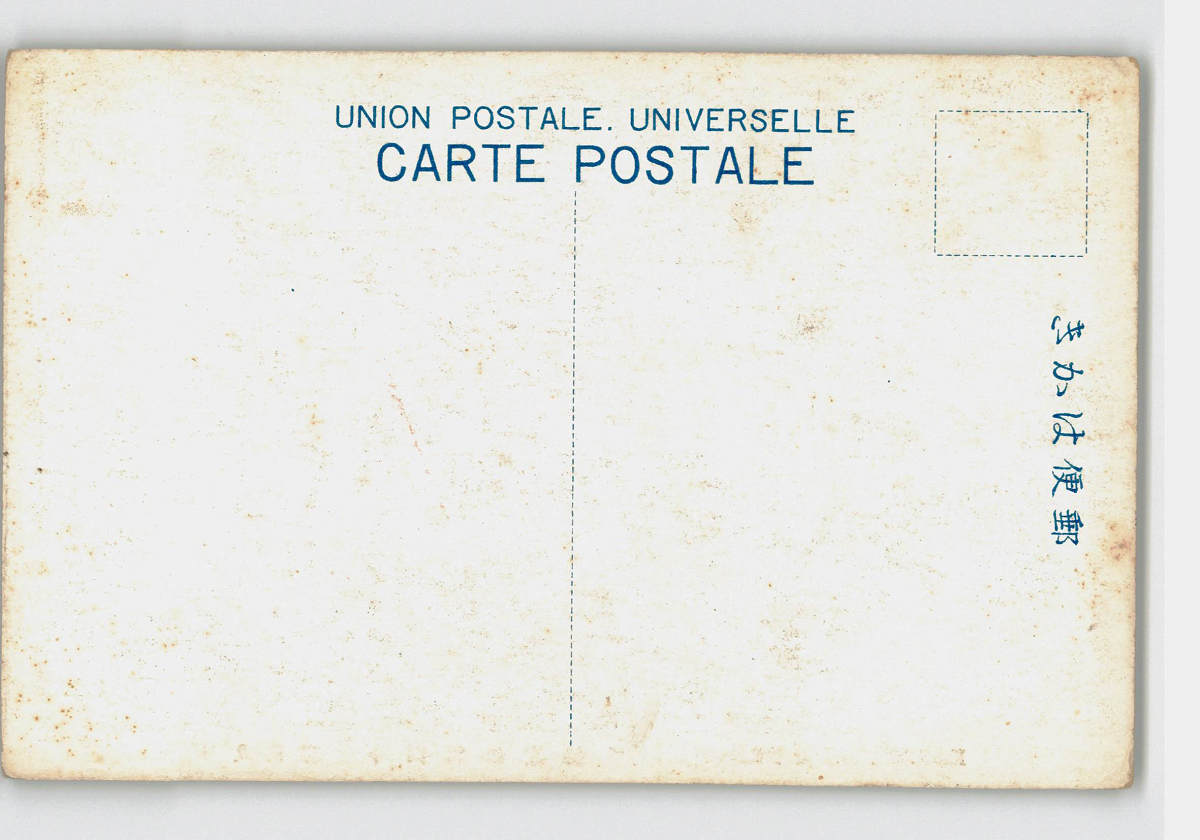 UNION POSTALE. UNIVERSELLE
CARTE POSTALE
郵便はかき